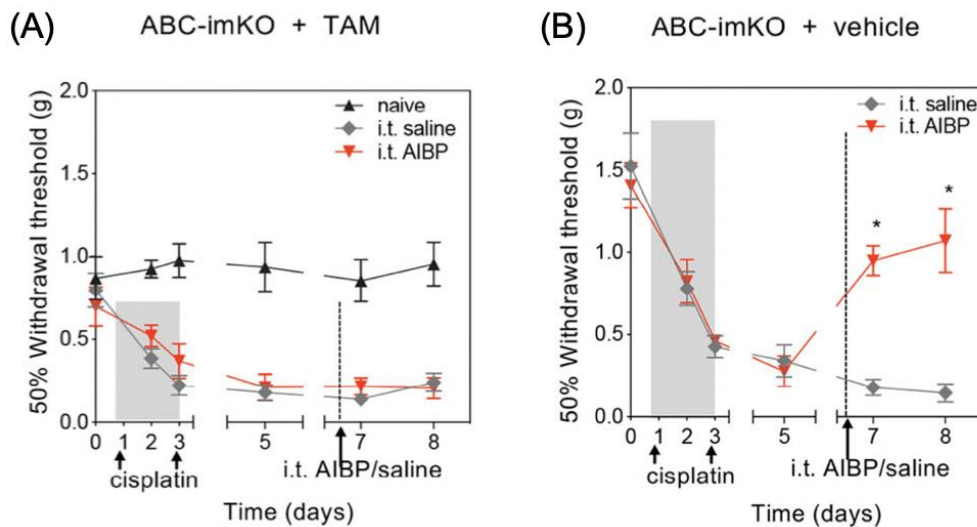 (A) ABC-imKO + TAM
50% Withdrawal threshold (g)
2.0
1.5
1.0
0.5
0.0
naive
i.t. saline
i.t. AIBP
0 1 2 3 5 7 8
cisplatin
i.t. AIBP/saline
Time (days)
(B) ABC-imKO + vehicle
50% Withdrawal threshold (g)
2.0
1.5
1.0
0.5
0.0
i.t. saline
i.t. AIBP
*
*
0 1 2 3 5 7 8
cisplatin
i.t. AIBP/saline
Time (days)